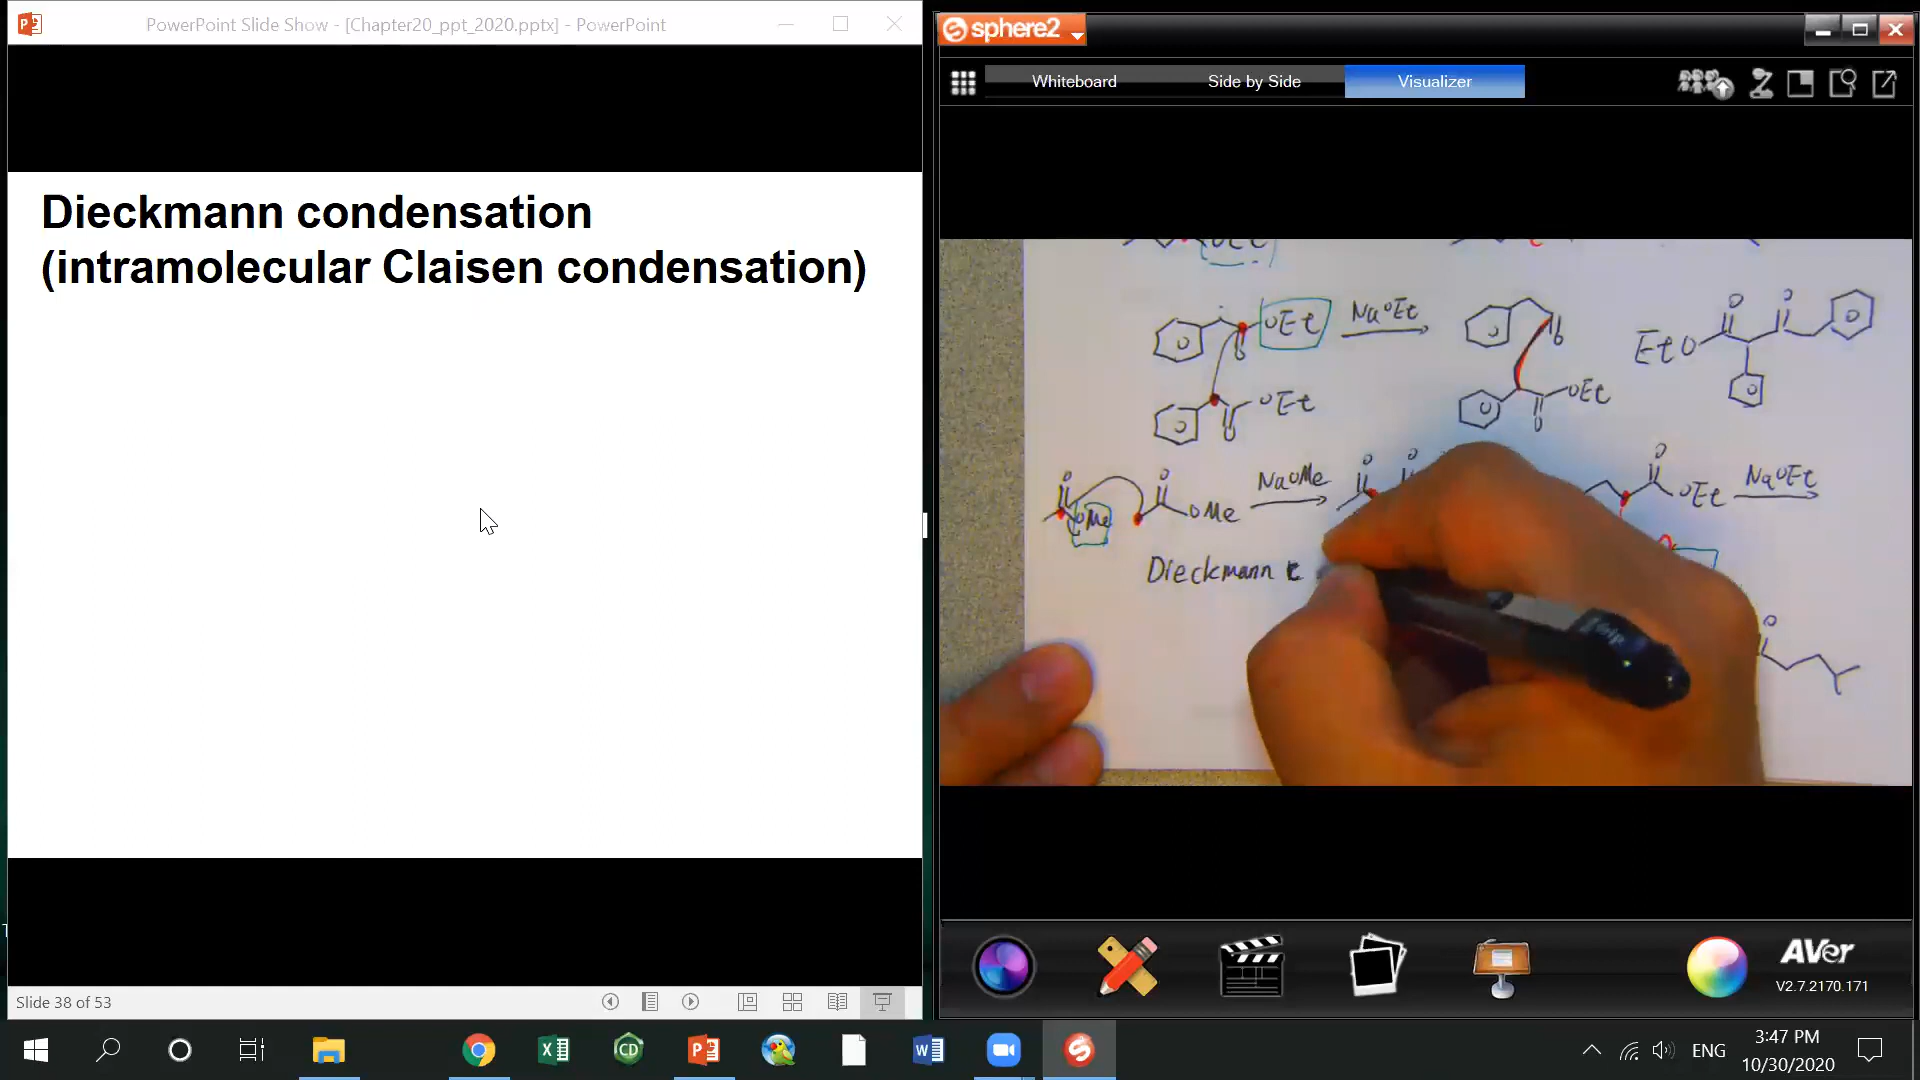 PowerPoint Slide Show - [Chapter20_ppt_2020.pptx] - PowerPoint
Dieckmann condensation
(intramolecular Claisen condensation)
Slide 38 of 53
sphere2
Whiteboard Side by Side Visualizer
OEt NaOEt
O
O
OEt
O
OEt
O
O O
EtO
O O
OMe
O
OMe
NaOMe
O O
O
OEt
NaOEt
Dieckmann c
O
AVer
V2.7.2170.171
ENG
3:47 PM
10/30/2020